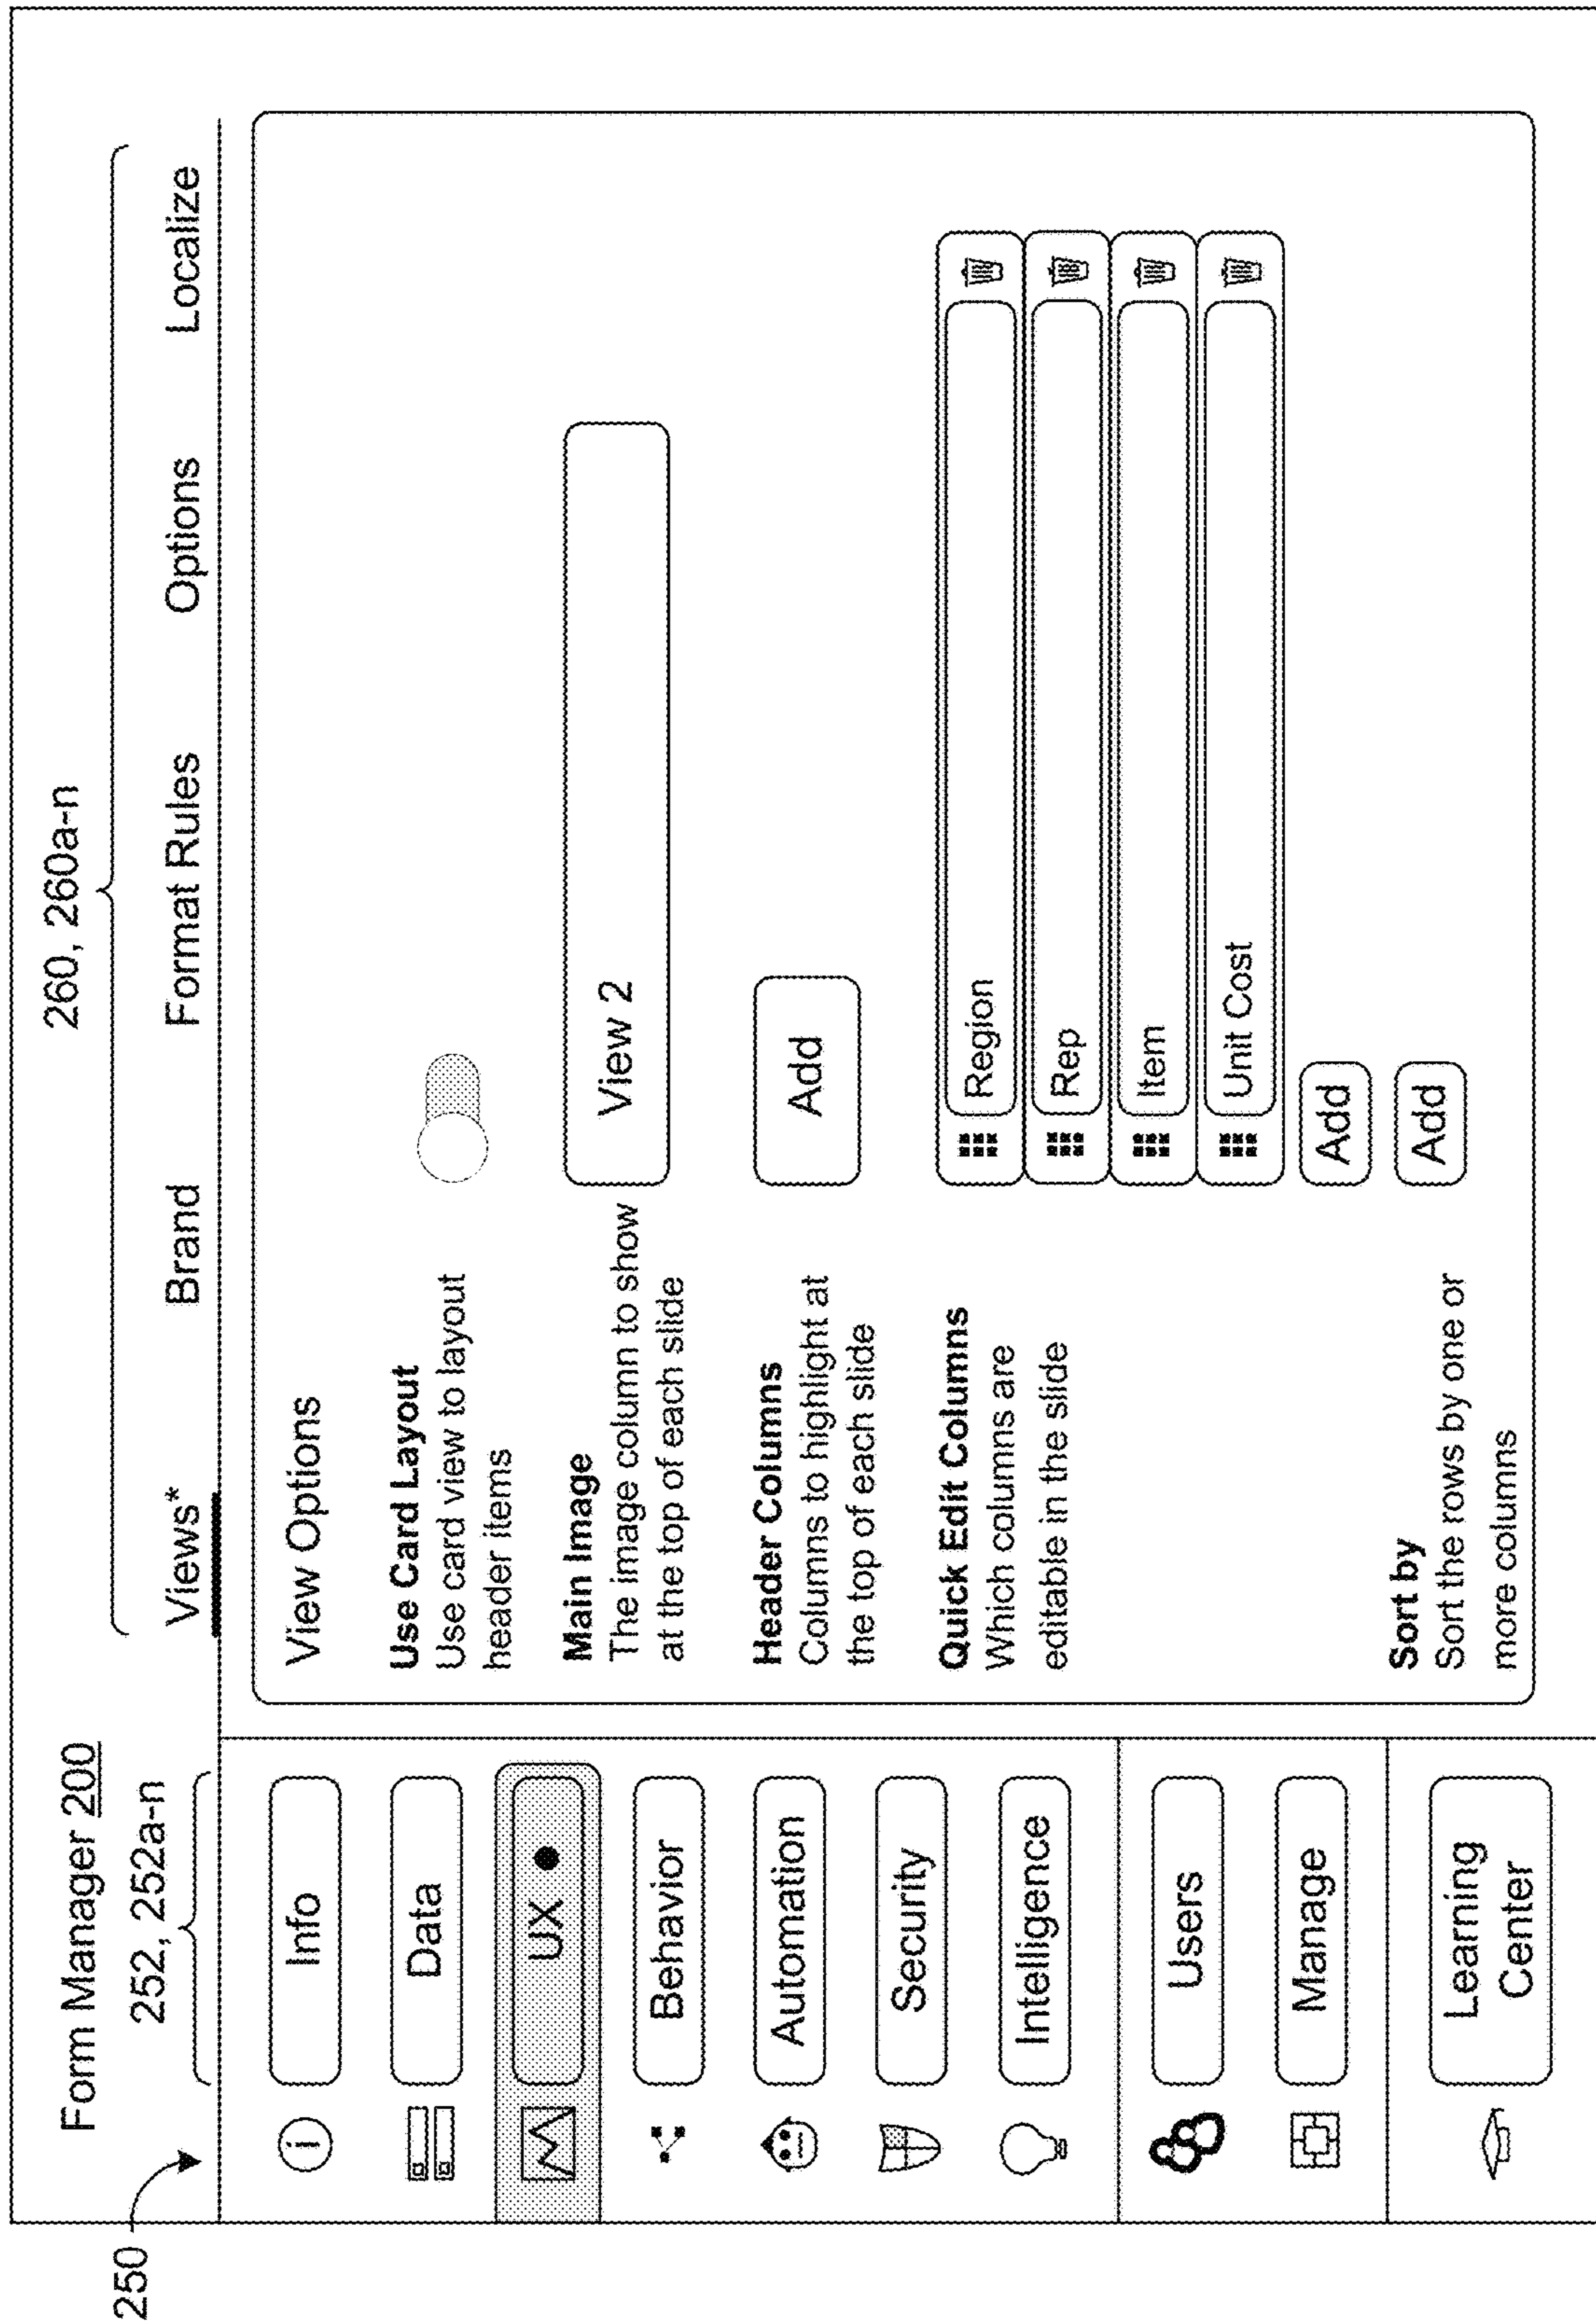 250
Form Manager 200
252, 252a-n
260, 260a-n
Views*
Brand
Format Rules
Options
Localize
i
Info
Data
UX
Behavior
Automation
Security
Intelligence
Users
Manage
Learning
Center
View Options
Use Card Layout
Use card view to layout
header items
Main Image
The image column to show
at the top of each slide
View 2
Header Columns
Columns to highlight at
the top of each slide
Add
Quick Edit Columns
Which columns are
editable in the slide
Region
Rep
Item
Unit Cost
Add
Sort by
Sort the rows by one or
more columns
Add